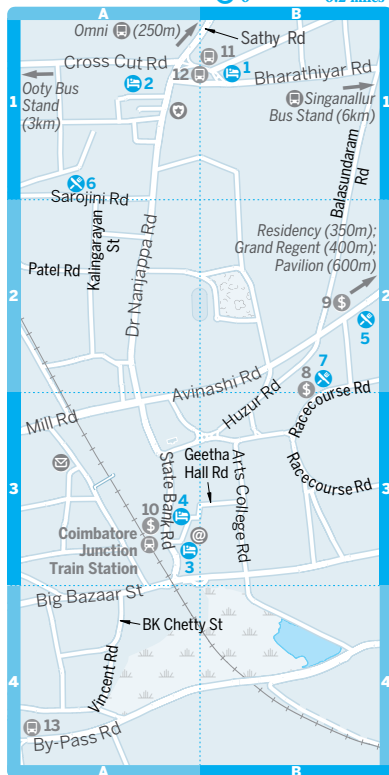 0.2 miles
A
B
Omni (250m)
Sathy Rd
11
Cross Cut Rd
12
1
2
Bharathiyar Rd
1
1
Ooty Bus
Stand
(3km)
Singanallur
Bus Stand (6km)
Balasundaram
Rd
6
Sarojini Rd
Kalingarayan
St
Residency (350m);
Grand Regent (400m);
Pavilion (600m)
Patel Rd
2
2
Dr Nanjappa Rd
9
$
5
7
8
$
Avinashi Rd
Huzur Rd
Racecourse Rd
Mill Rd
Geetha
Hall Rd
Arts College Rd
Racecourse Rd
3
3
State Bank Rd
4
10
$
@
Coimbatore
Junction
Train Station
3
Big Bazaar St
BK Chetty St
Vincent Rd
4
4
13
By-Pass Rd
A
B